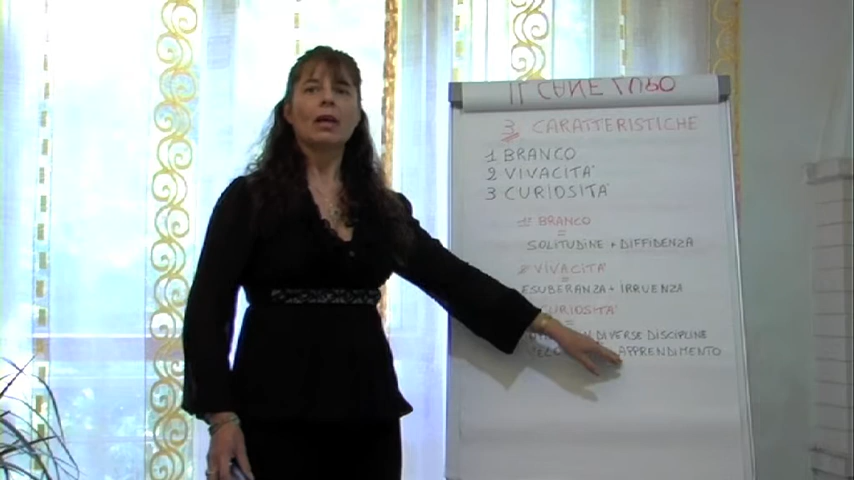 IL CANE LUPO
3 CARATTERISTICHE
1 BRANCO
2 VIVACITA'
3 CURIOSITA'
1° BRANCO
=
SOLITUDINE + DIFFIDENZA
2° VIVACITA'
=
ESUBERANZA + IRRUENZA
CURIOSITA'
=
DIVERSE DISCIPLINE
APPRENDIMENTO